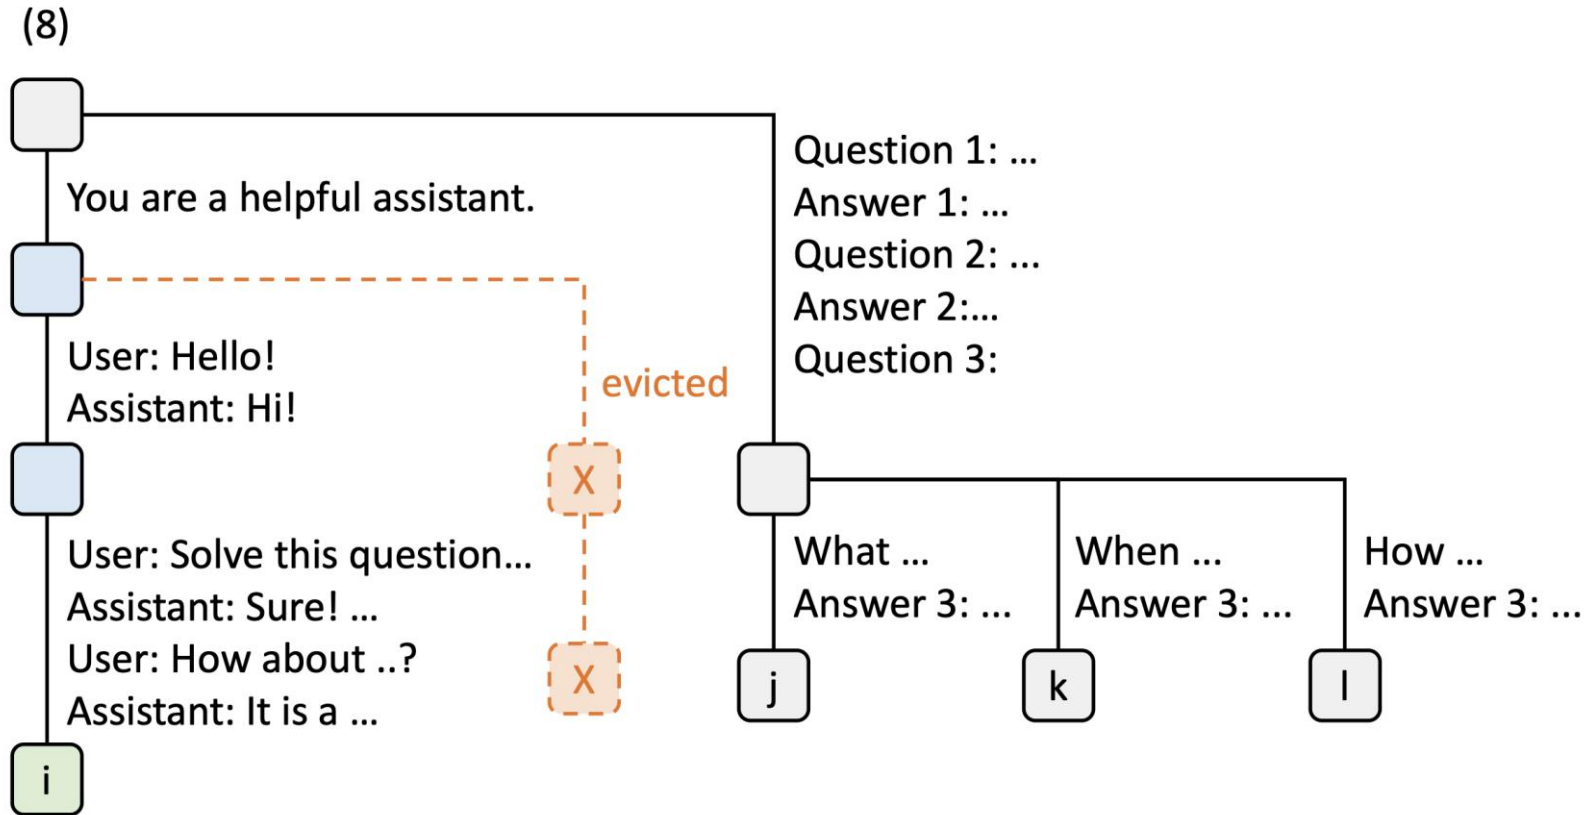 (8)
You are a helpful assistant.
User: Hello!
Assistant: Hi!
User: Solve this question...
Assistant: Sure! ...
User: How about ..?
Assistant: It is a ...
i
evicted
X
X
Question 1: ...
Answer 1: ...
Question 2: ...
Answer 2:...
Question 3:
What ...
Answer 3: ...
j
When ...
Answer 3: ...
k
How ...
Answer 3: ...
l